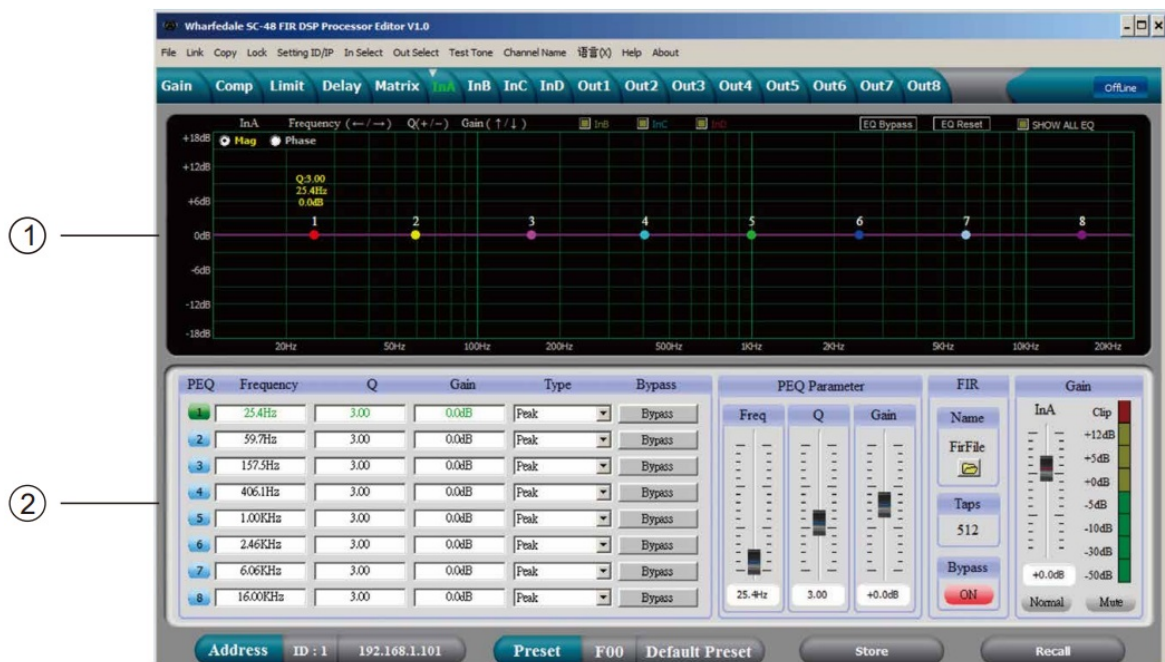 Wharfedale SC-48 FIR DSP Processor Editor V1.0
File Link Copy Lock Setting ID/IP In Select Out Select Test Tone Channel Name 语言(X) Help About
Gain Comp Limit Delay Matrix InA InB InC InD Out1 Out2 Out3 Out4 Out5 Out6 Out7 Out8 OffLine
InA Frequency (←/→) Q(+/-) Gain(↑/↓) InB InC InD EQ Bypass EQ Reset SHOW ALL EQ
+18dB Mag Phase
+12dB
Q:3.00
25.4Hz
+6dB 0.0dB
1 2 3 4 5 6 7 8
① 0dB
-6dB
-12dB
-18dB
20Hz 50Hz 100Hz 200Hz 500Hz 1KHz 2KHz 5KHz 10KHz 20KHz
PEQ Frequency Q Gain Type Bypass
1 25.4Hz 3.00 0.0dB Peak Bypass
2 59.7Hz 3.00 0.0dB Peak Bypass
3 157.5Hz 3.00 0.0dB Peak Bypass
② 4 406.1Hz 3.00 0.0dB Peak Bypass
5 1.00KHz 3.00 0.0dB Peak Bypass
6 2.46KHz 3.00 0.0dB Peak Bypass
7 6.06KHz 3.00 0.0dB Peak Bypass
8 16.00KHz 3.00 0.0dB Peak Bypass
PEQ Parameter
Freq Q Gain
25.4Hz 3.00 +0.0dB
FIR
Name
FirFile
Taps
512
Bypass
ON
Gain
InA Clip
+12dB
+5dB
+0dB
-5dB
-10dB
-30dB
+0.0dB -50dB
Normal Mute
Address ID : 1 192.168.1.101 Preset F00 Default Preset Store Recall